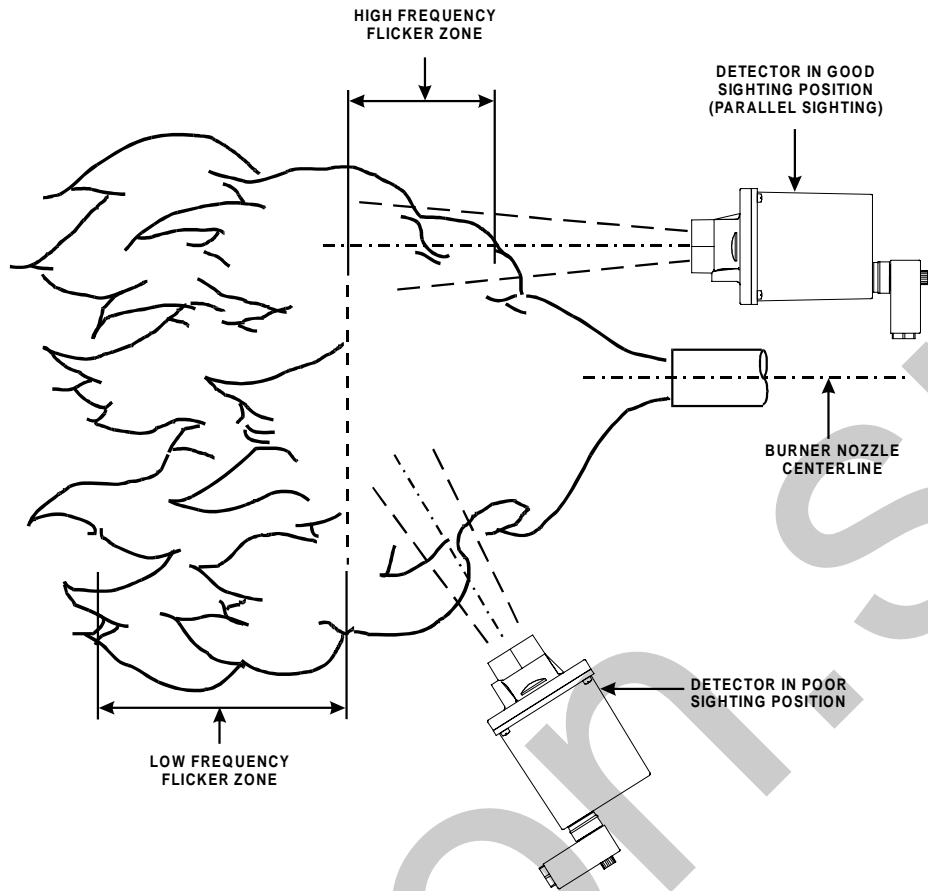 HIGH FREQUENCY
FLICKER ZONE
DETECTOR IN GOOD
SIGHTING POSITION
(PARALLEL SIGHTING)
BURNER NOZZLE
CENTERLINE
DETECTOR IN POOR
SIGHTING POSITION
LOW FREQUENCY
FLICKER ZONE
on.s